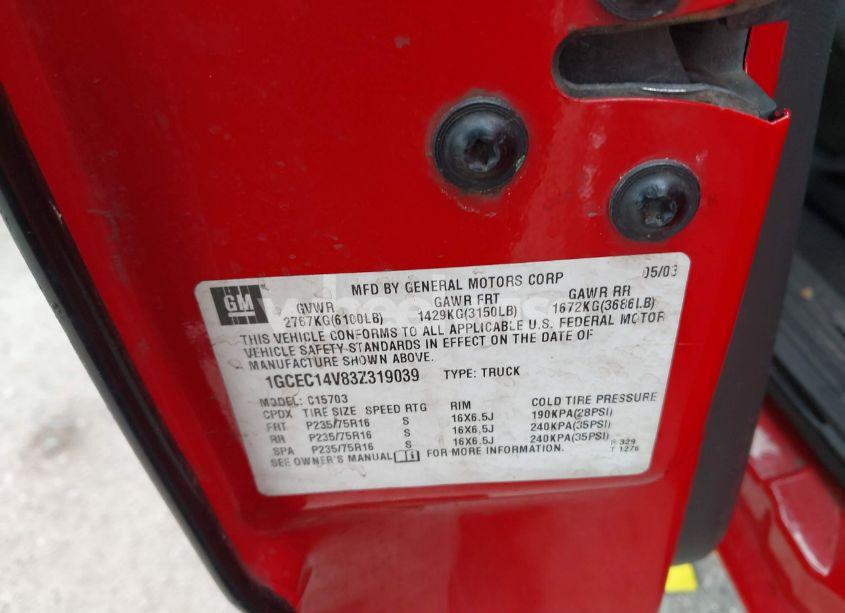 MFD BY GENERAL MOTORS CORP 05/03
GM GVWR GAWR FRT GAWR RR
2767KG(6100LB) 1429KG(3150LB) 1672KG(3686LB)
THIS VEHICLE CONFORMS TO ALL APPLICABLE U.S. FEDERAL MOTOR
VEHICLE SAFETY STANDARDS IN EFFECT ON THE DATE OF
MANUFACTURE SHOWN ABOVE.
1GCEC14V83Z319039 TYPE: TRUCK
MODEL: C15703
CPDX TIRE SIZE SPEED RTG RIM COLD TIRE PRESSURE
FRT P235/75R16 S 16X6.5J 190KPA(28PSI)
RR P235/75R16 S 16X6.5J 240KPA(35PSI)
SPA P235/75R16 S 16X6.5J 240KPA(35PSI)
SEE OWNER'S MANUAL FOR MORE INFORMATION.
329
T 1276